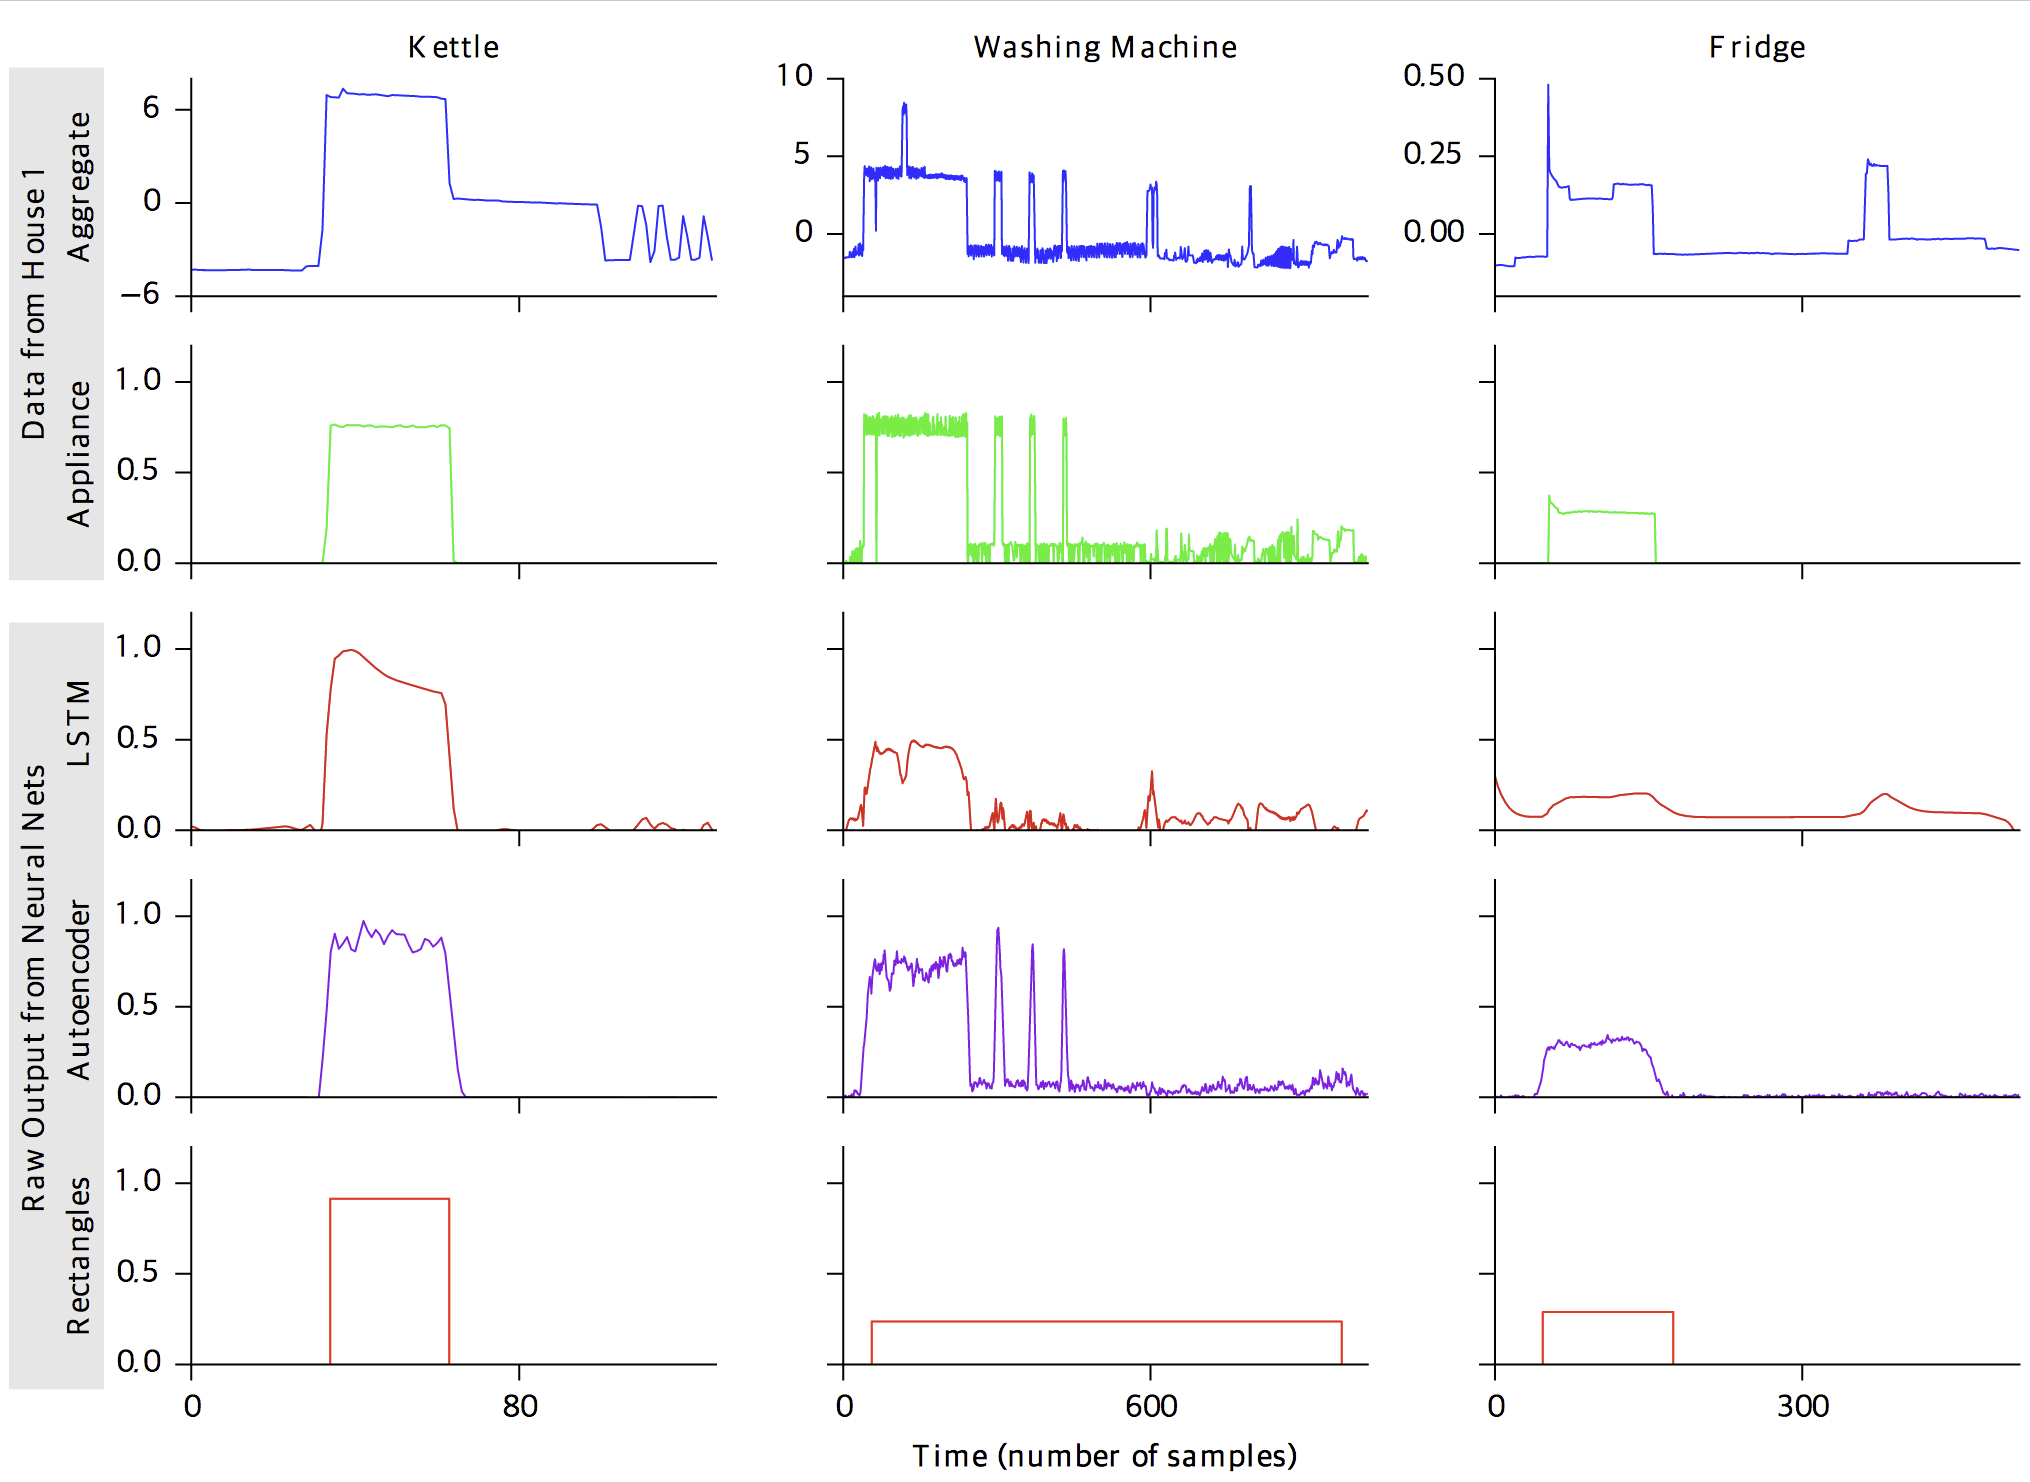 Kettle
Washing Machine
Fridge
Data from House 1
Aggregate
6
0
−6
10
5
0
0.50
0.25
0.00
Appliance
1.0
0.5
0.0
Raw Output from Neural Nets
LSTM
1.0
0.5
0.0
Autoencoder
1.0
0.5
0.0
Rectangles
1.0
0.5
0.0
0
80
0
600
0
300
Time (number of samples)